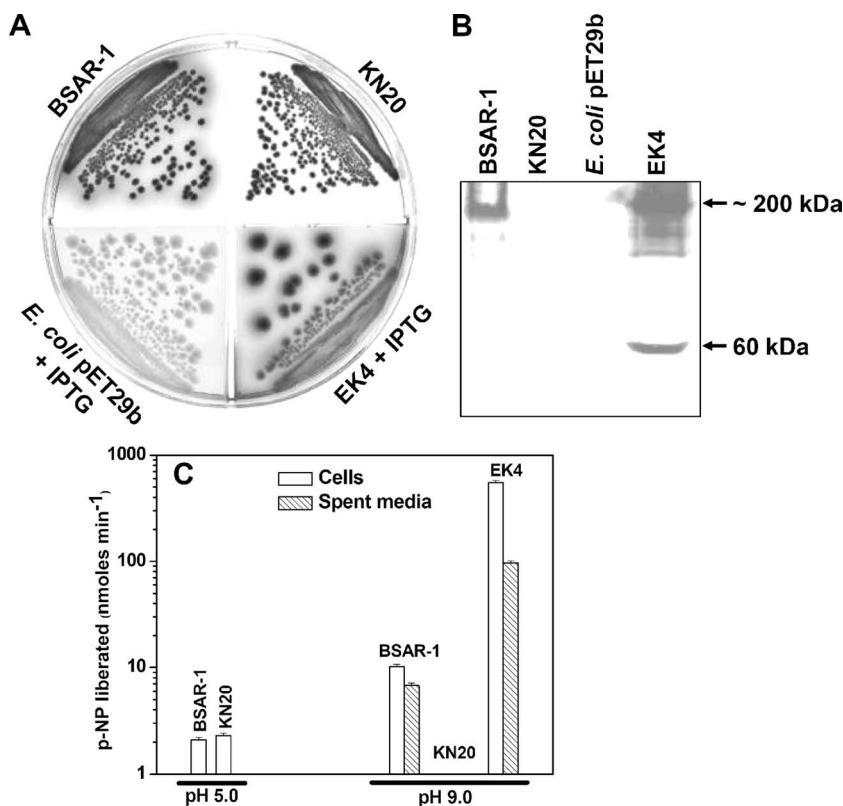 A
BSAR-1
KN20
E. coli pET29b
+ IPTG
EK4 + IPTG
B
BSAR-1
KN20
E. coli pET29b
EK4
~ 200 kDa
60 kDa
C
p-NP liberated (nmoles min⁻¹)
1000
100
10
1
Cells
Spent media
BSAR-1
KN20
BSAR-1
KN20
EK4
pH 5.0
pH 9.0